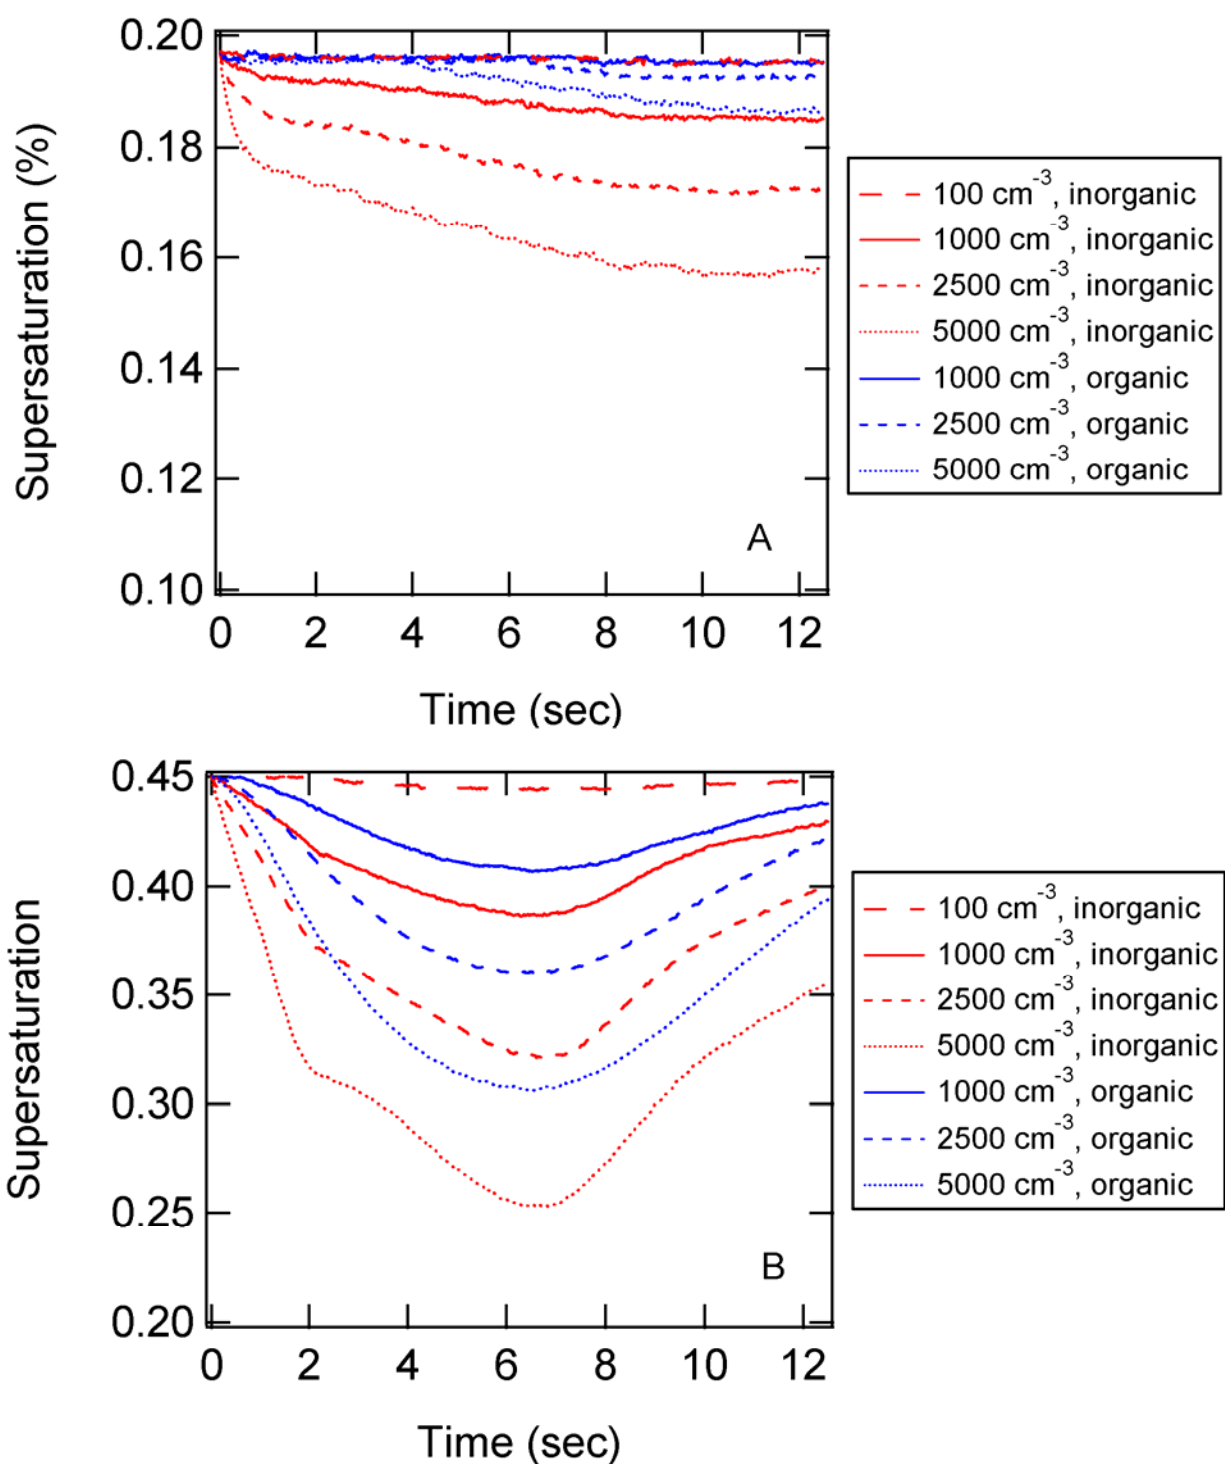 0.20
0.18
0.16
0.14
0.12
0.10
Supersaturation (%)
A
0 2 4 6 8 10 12
Time (sec)
100 cm⁻³, inorganic
1000 cm⁻³, inorganic
2500 cm⁻³, inorganic
5000 cm⁻³, inorganic
1000 cm⁻³, organic
2500 cm⁻³, organic
5000 cm⁻³, organic
0.45
0.40
0.35
0.30
0.25
0.20
Supersaturation
B
0 2 4 6 8 10 12
Time (sec)
100 cm⁻³, inorganic
1000 cm⁻³, inorganic
2500 cm⁻³, inorganic
5000 cm⁻³, inorganic
1000 cm⁻³, organic
2500 cm⁻³, organic
5000 cm⁻³, organic